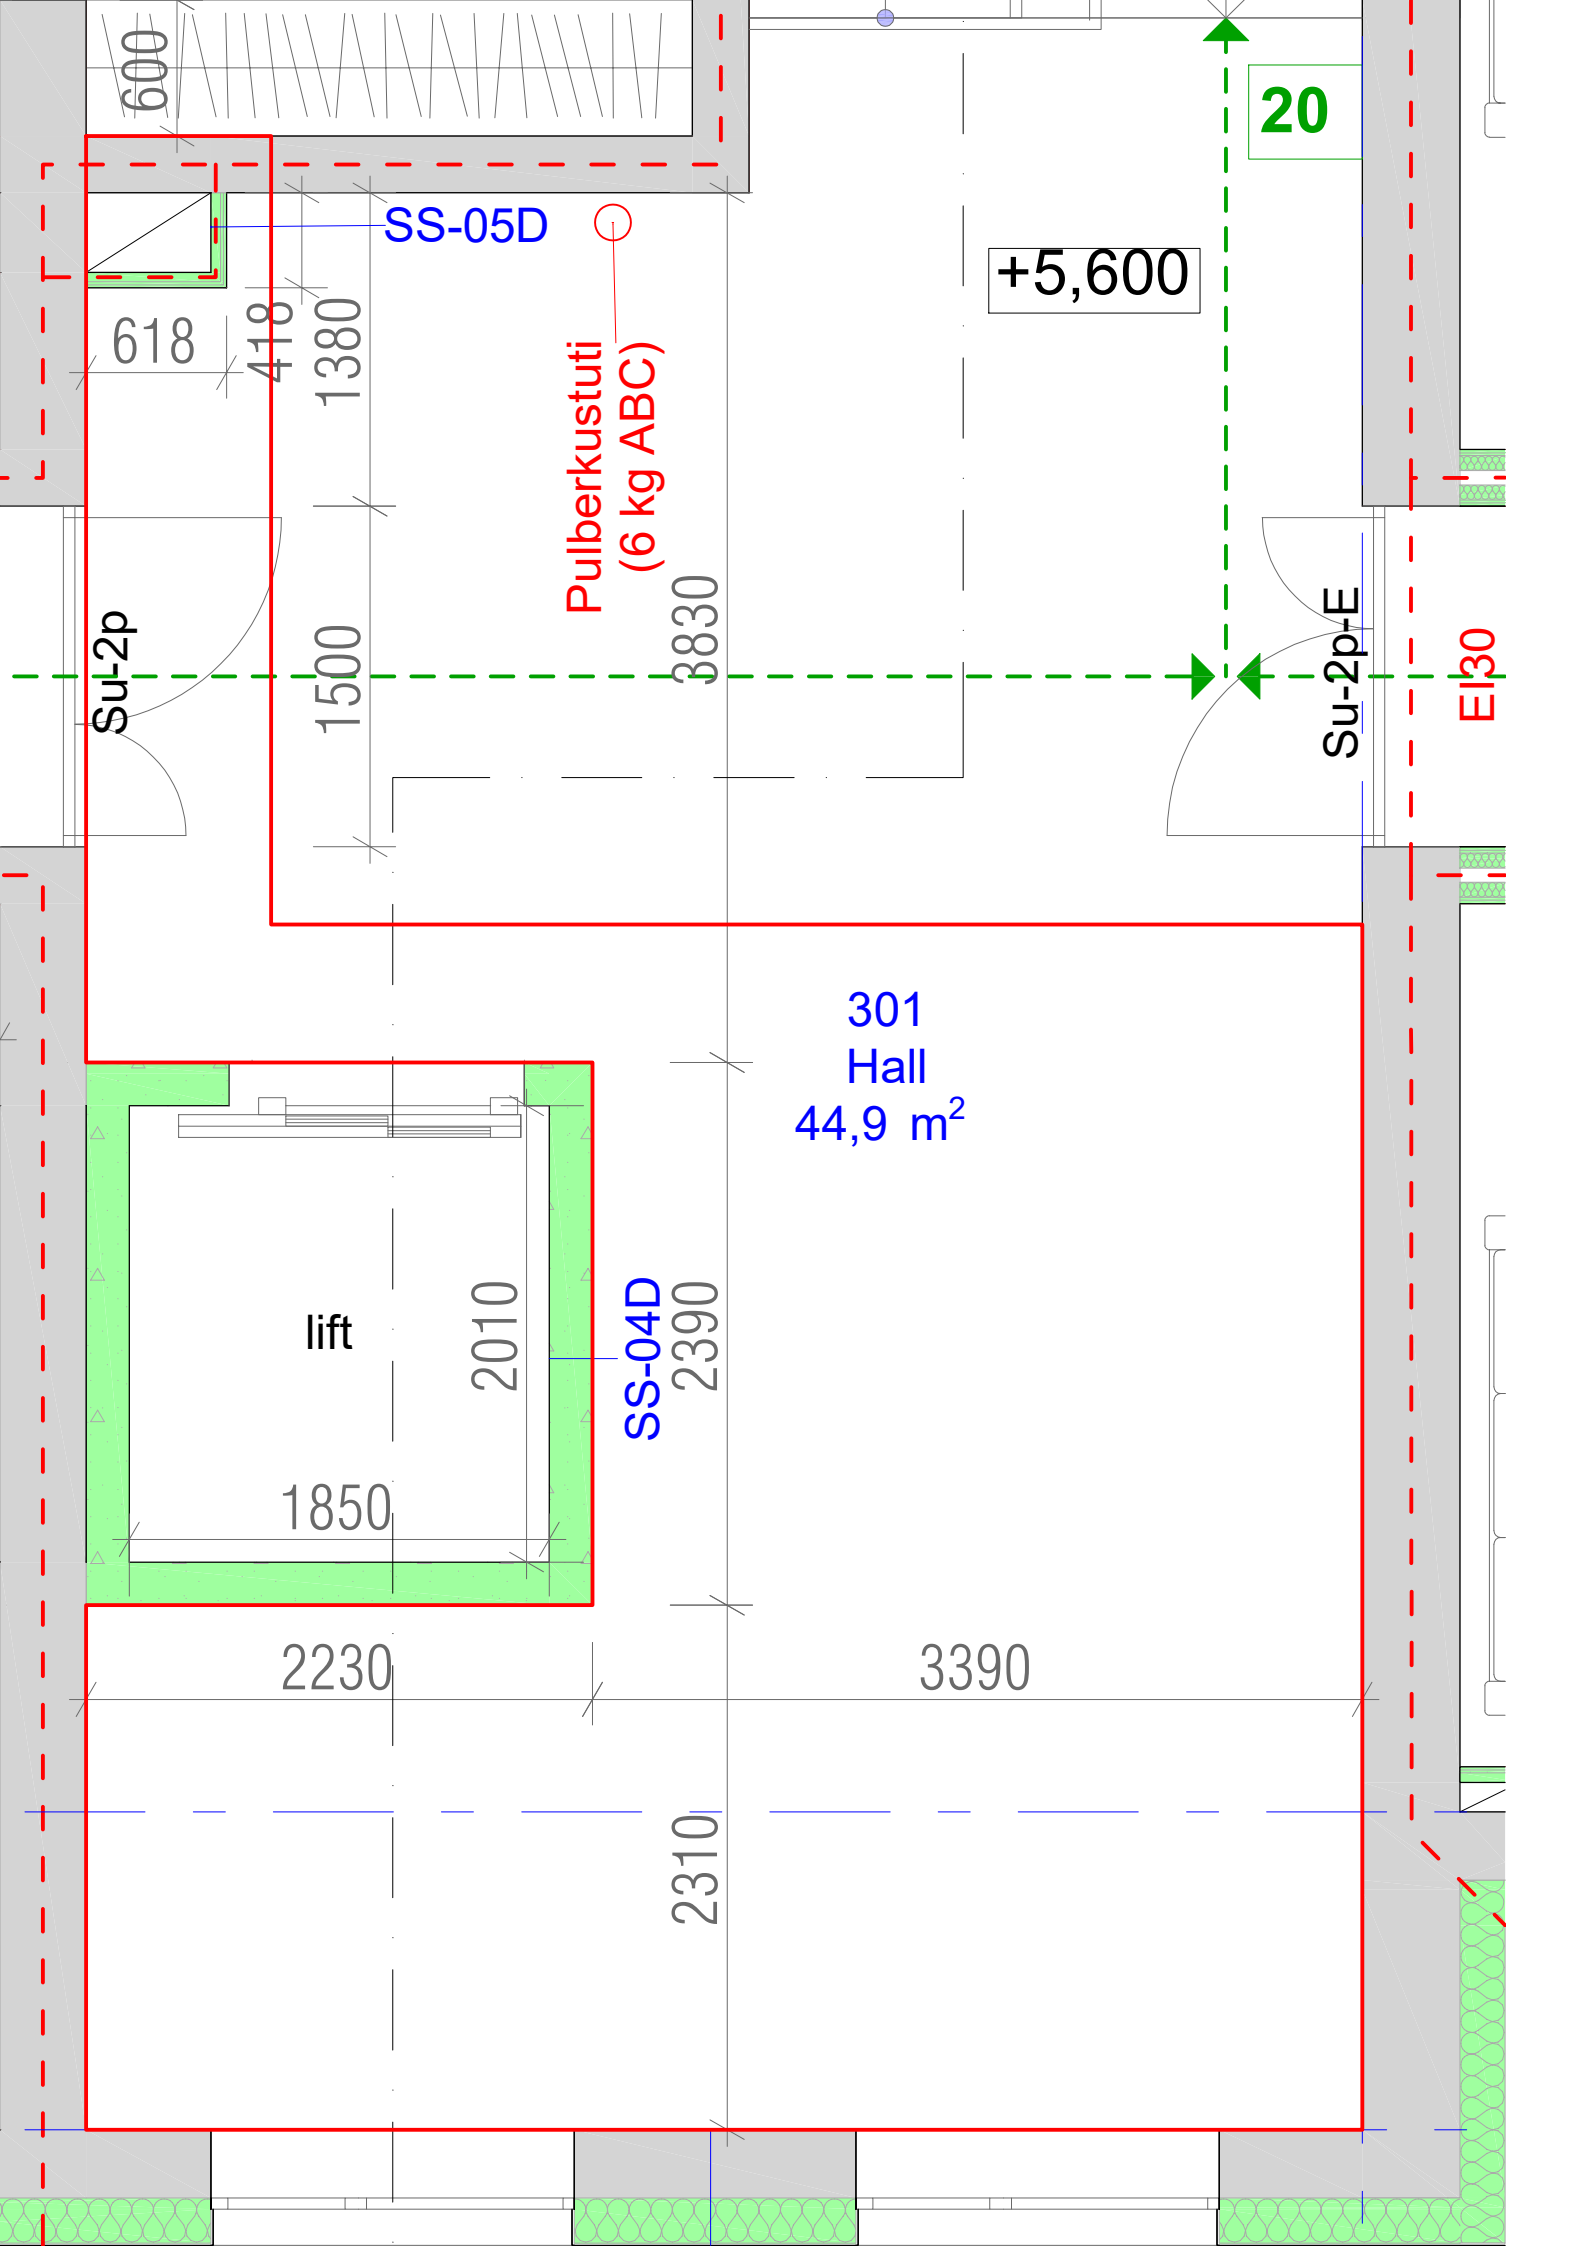 600
20
SS-05D
+5,600
618
418
1380
Pulberkustuti
(6 kg ABC)
3830
Su-2p
1500
Su-2p-E
EI30
301
Hall
44,9 m²
lift
2010
SS-04D
2390
1850
2230
3390
2310